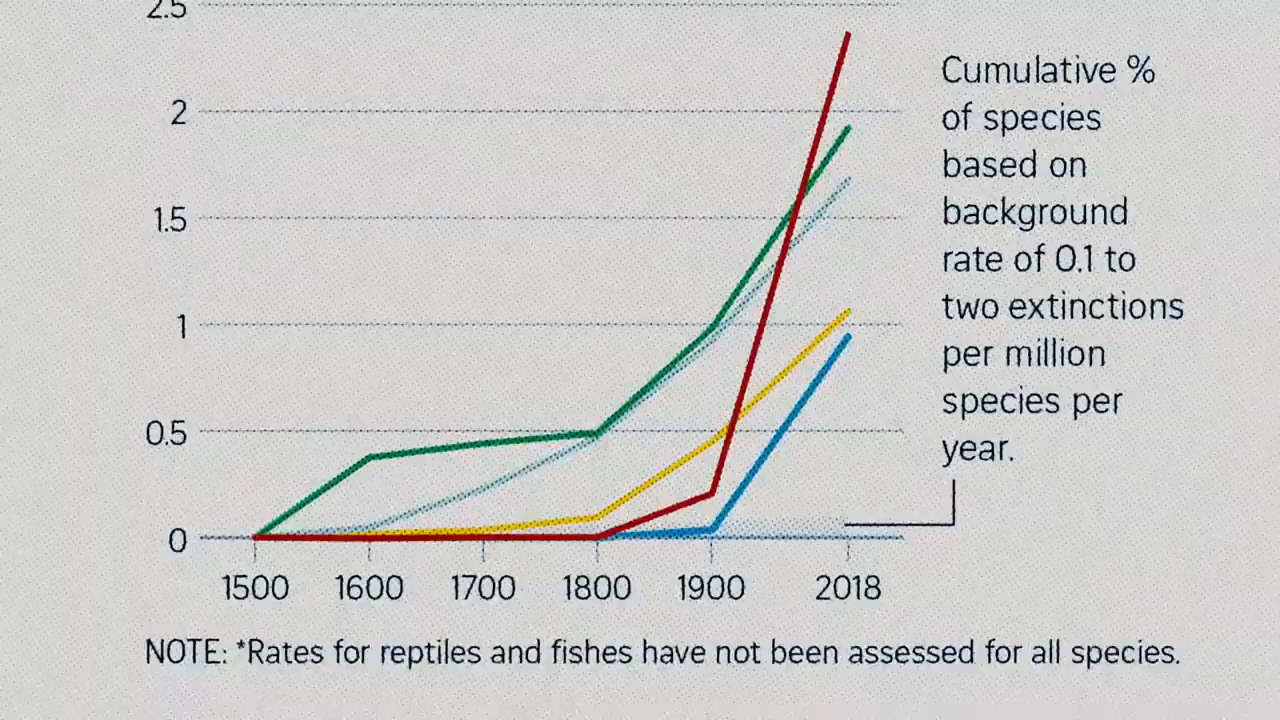 2.5
2
1.5
1
0.5
0
1500 1600 1700 1800 1900 2018
Cumulative %
of species
based on
background
rate of 0.1 to
two extinctions
per million
species per
year.
NOTE: *Rates for reptiles and fishes have not been assessed for all species.